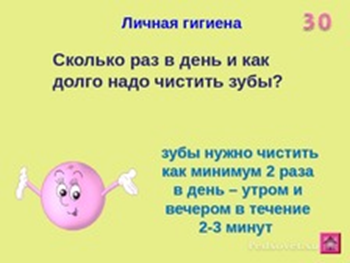 Личная гигиена
30
Сколько раз в день и как
долго надо чистить зубы?
зубы нужно чистить
как минимум 2 раза
в день – утром и
вечером в течение
2-3 минут